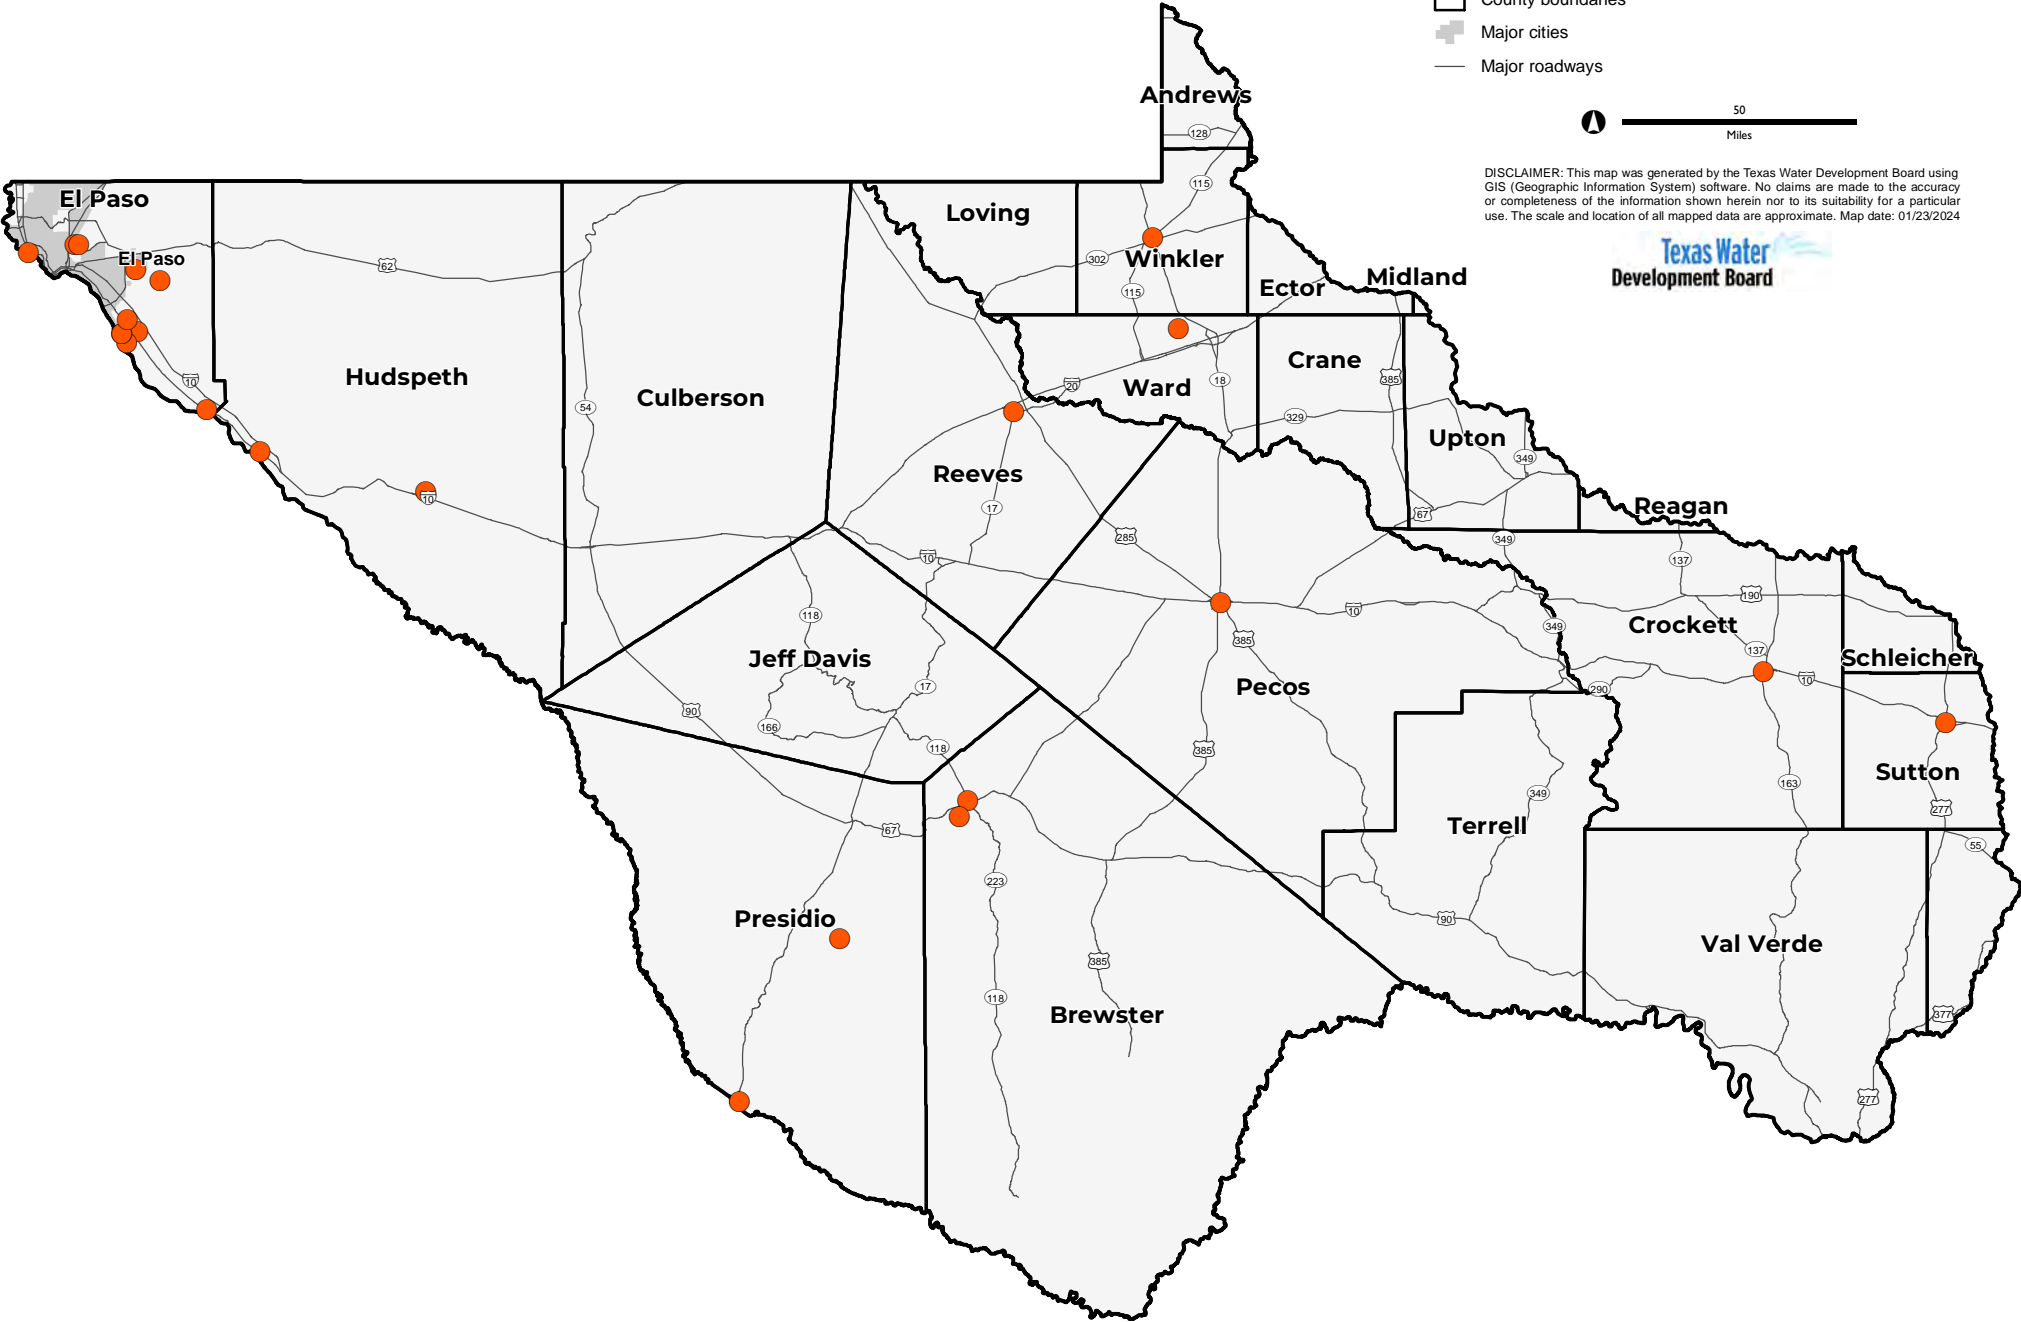 County boundaries
Major cities
Major roadways
50
Miles
DISCLAIMER: This map was generated by the Texas Water Development Board using
GIS (Geographic Information System) software. No claims are made to the accuracy
or completeness of the information shown herein nor to its suitability for a particular
use. The scale and location of all mapped data are approximate. Map date: 01/23/2024
Texas Water
Development Board
Andrews
128
115
El Paso
Loving
El Paso
62
302
Winkler
115
Ector
Midland
Hudspeth
10
54
Culberson
20
Ward
18
Crane
385
329
Upton
349
Reeves
17
10
67
Reagan
285
349
137
10
118
10
190
349
Crockett
137
Schleicher
Jeff Davis
385
17
Pecos
290
10
90
166
118
385
Sutton
163
349
277
67
Terrell
55
223
Presidio
90
Val Verde
385
118
Brewster
377
277